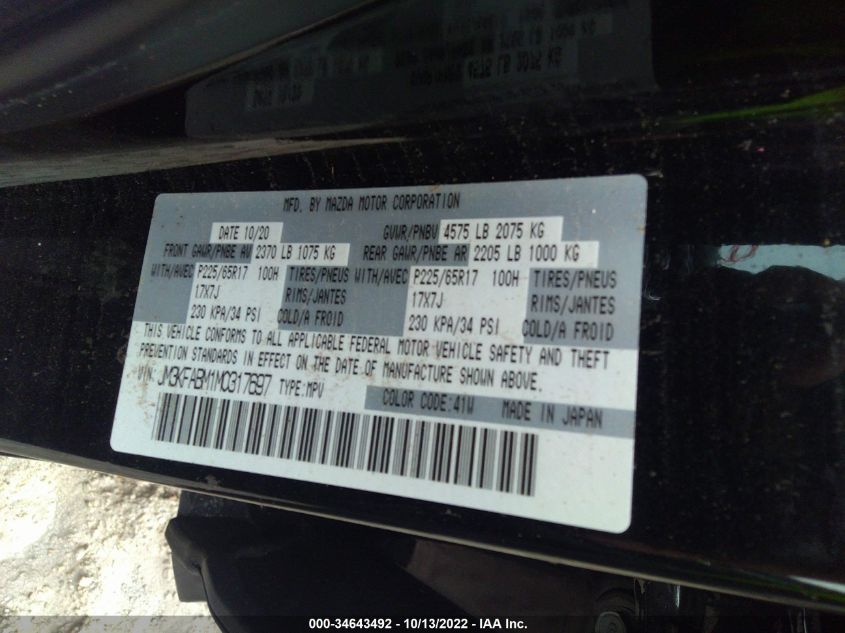 MFD. BY MAZDA MOTOR CORPORATION
DATE 10/20 GVWR/PNBV 4575 LB 2075 KG
FRONT GAWR/PNBE AV 2370 LB 1075 KG REAR GAWR/PNBE AR 2205 LB 1000 KG
WITH/AVEC P225/65R17 100H TIRES/PNEUS WITH/AVEC P225/65R17 100H TIRES/PNEUS
17X7J RIMS/JANTES 17X7J RIMS/JANTES
230 KPA/34 PSI COLD/A FROID 230 KPA/34 PSI COLD/A FROID
THIS VEHICLE CONFORMS TO ALL APPLICABLE FEDERAL MOTOR VEHICLE SAFETY AND THEFT
PREVENTION STANDARDS IN EFFECT ON THE DATE OF MANUFACTURE SHOWN ABOVE.
VIN: JM3KFABM1M0317697 TYPE:MPV
COLOR CODE:41W MADE IN JAPAN
000-34643492 - 10/13/2022 - IAA Inc.